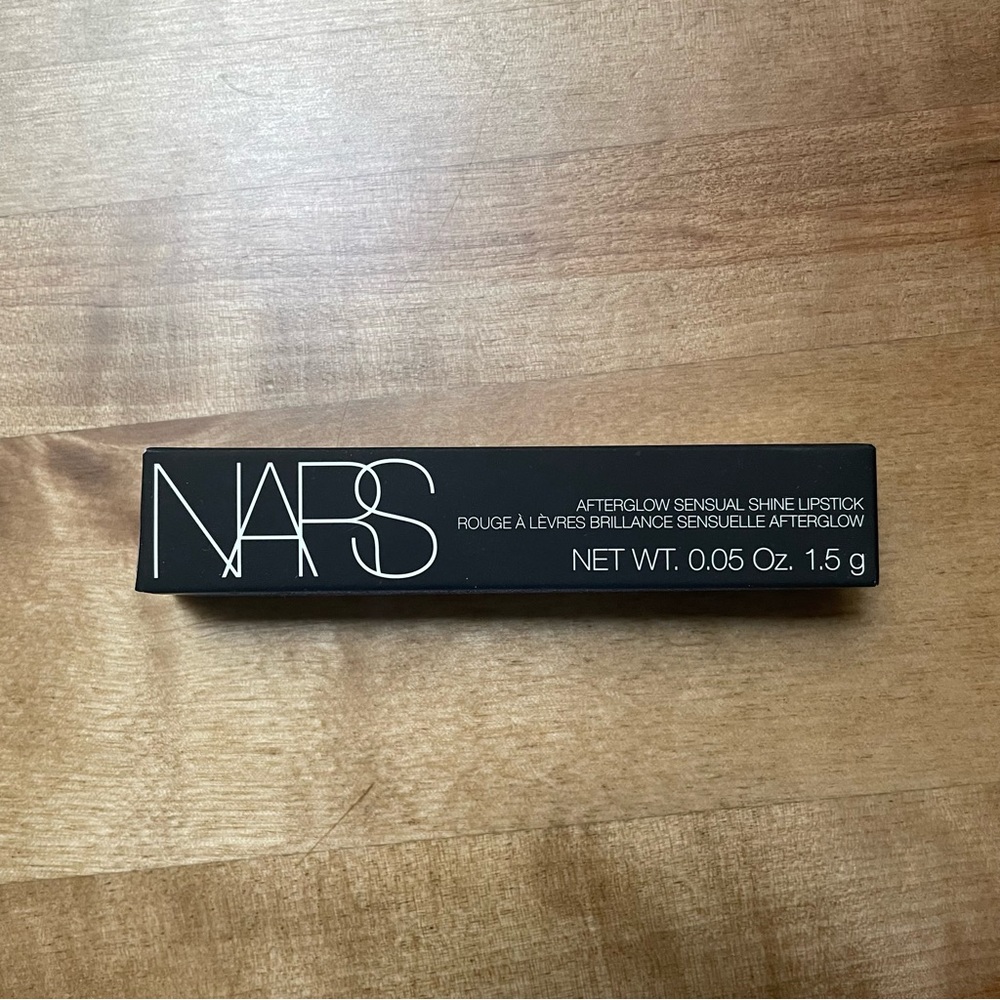 NARS
AFTERGLOW SENSUAL SHINE LIPSTICK
ROUGE À LÈVRES BRILLANCE SENSUELLE AFTERGLOW
NET WT. 0.05 Oz. 1.5 g